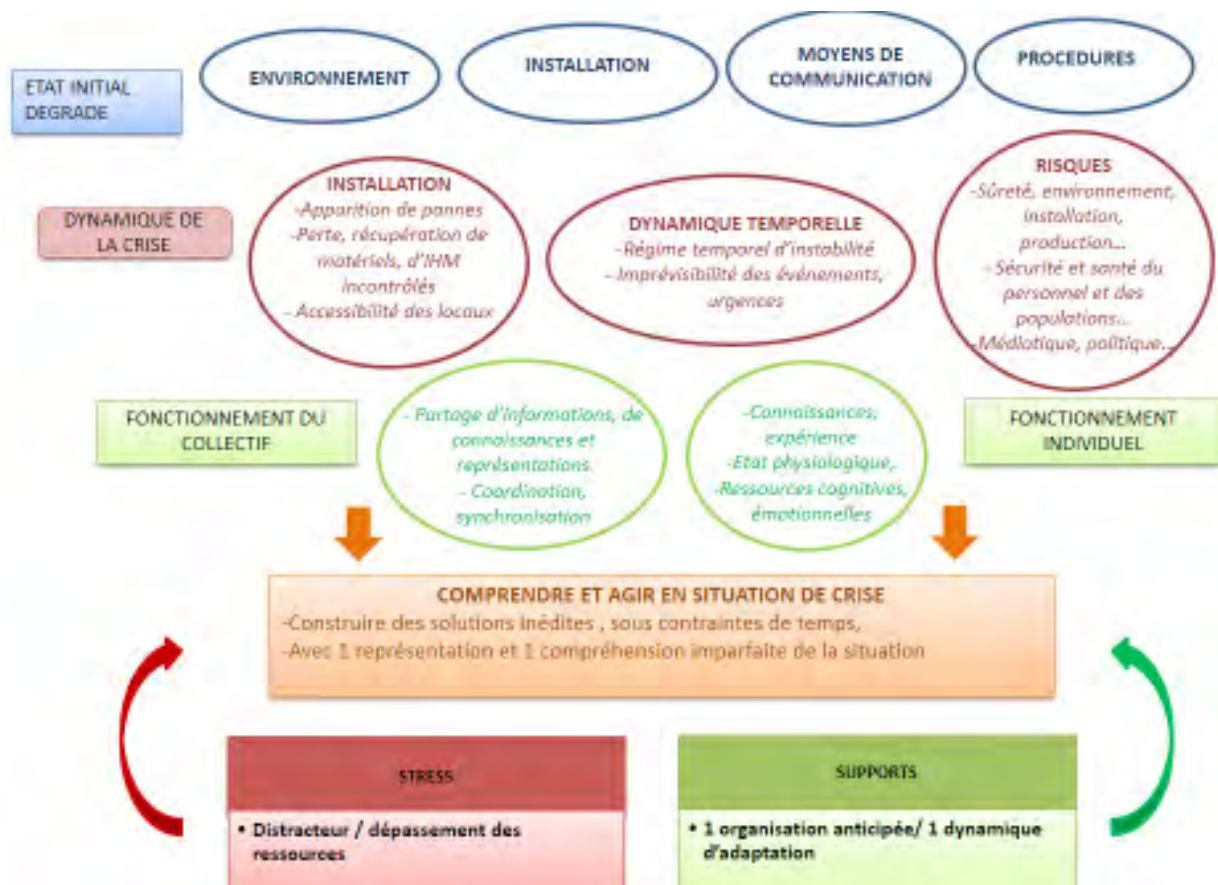 ETAT INITIAL
DEGRADE
ENVIRONNEMENT
INSTALLATION
MOYENS DE
COMMUNICATION
PROCEDURES
DYNAMIQUE DE
LA CRISE
INSTALLATION
-Apparition de pannes
-Perte, récupération de
matériels, d'IHM
incontrôlés
- Accessibilité des locaux
DYNAMIQUE TEMPORELLE
-Régime temporel d'instabilité
- Imprévisibilité des événements,
urgences
RISQUES
-Sûreté, environnement,
installation,
production...
- Sécurité et santé du
personnel et des
populations...
-Médiatique, politique...
FONCTIONNEMENT DU
COLLECTIF
- Partage d'informations, de
connaissances et
représentations
- Coordination,
synchronisation
-Connaissances,
expérience
-Etat physiologique,
-Ressources cognitives,
émotionnelles
FONCTIONNEMENT
INDIVIDUEL
COMPRENDRE ET AGIR EN SITUATION DE CRISE
-Construire des solutions inédites , sous contraintes de temps,
-Avec 1 représentation et 1 compréhension imparfaite de la situation
STRESS
• Distracteur / dépassement des
ressources
SUPPORTS
• 1 organisation anticipée/ 1 dynamique
d'adaptation